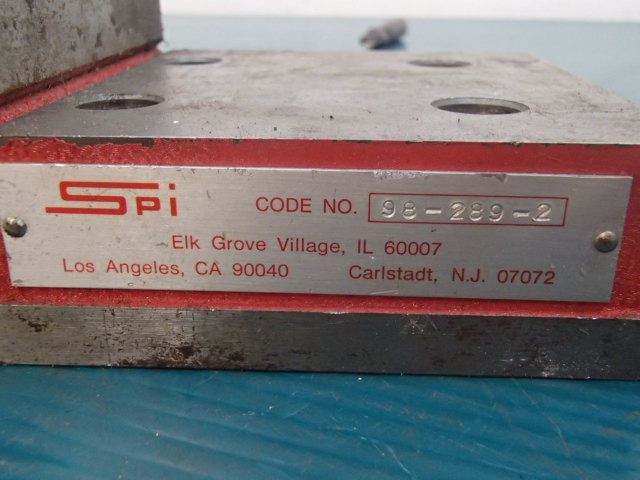 SPi CODE NO. 98-289-2
Elk Grove Village, IL 60007
Los Angeles, CA 90040 Carlstadt, N.J. 07072